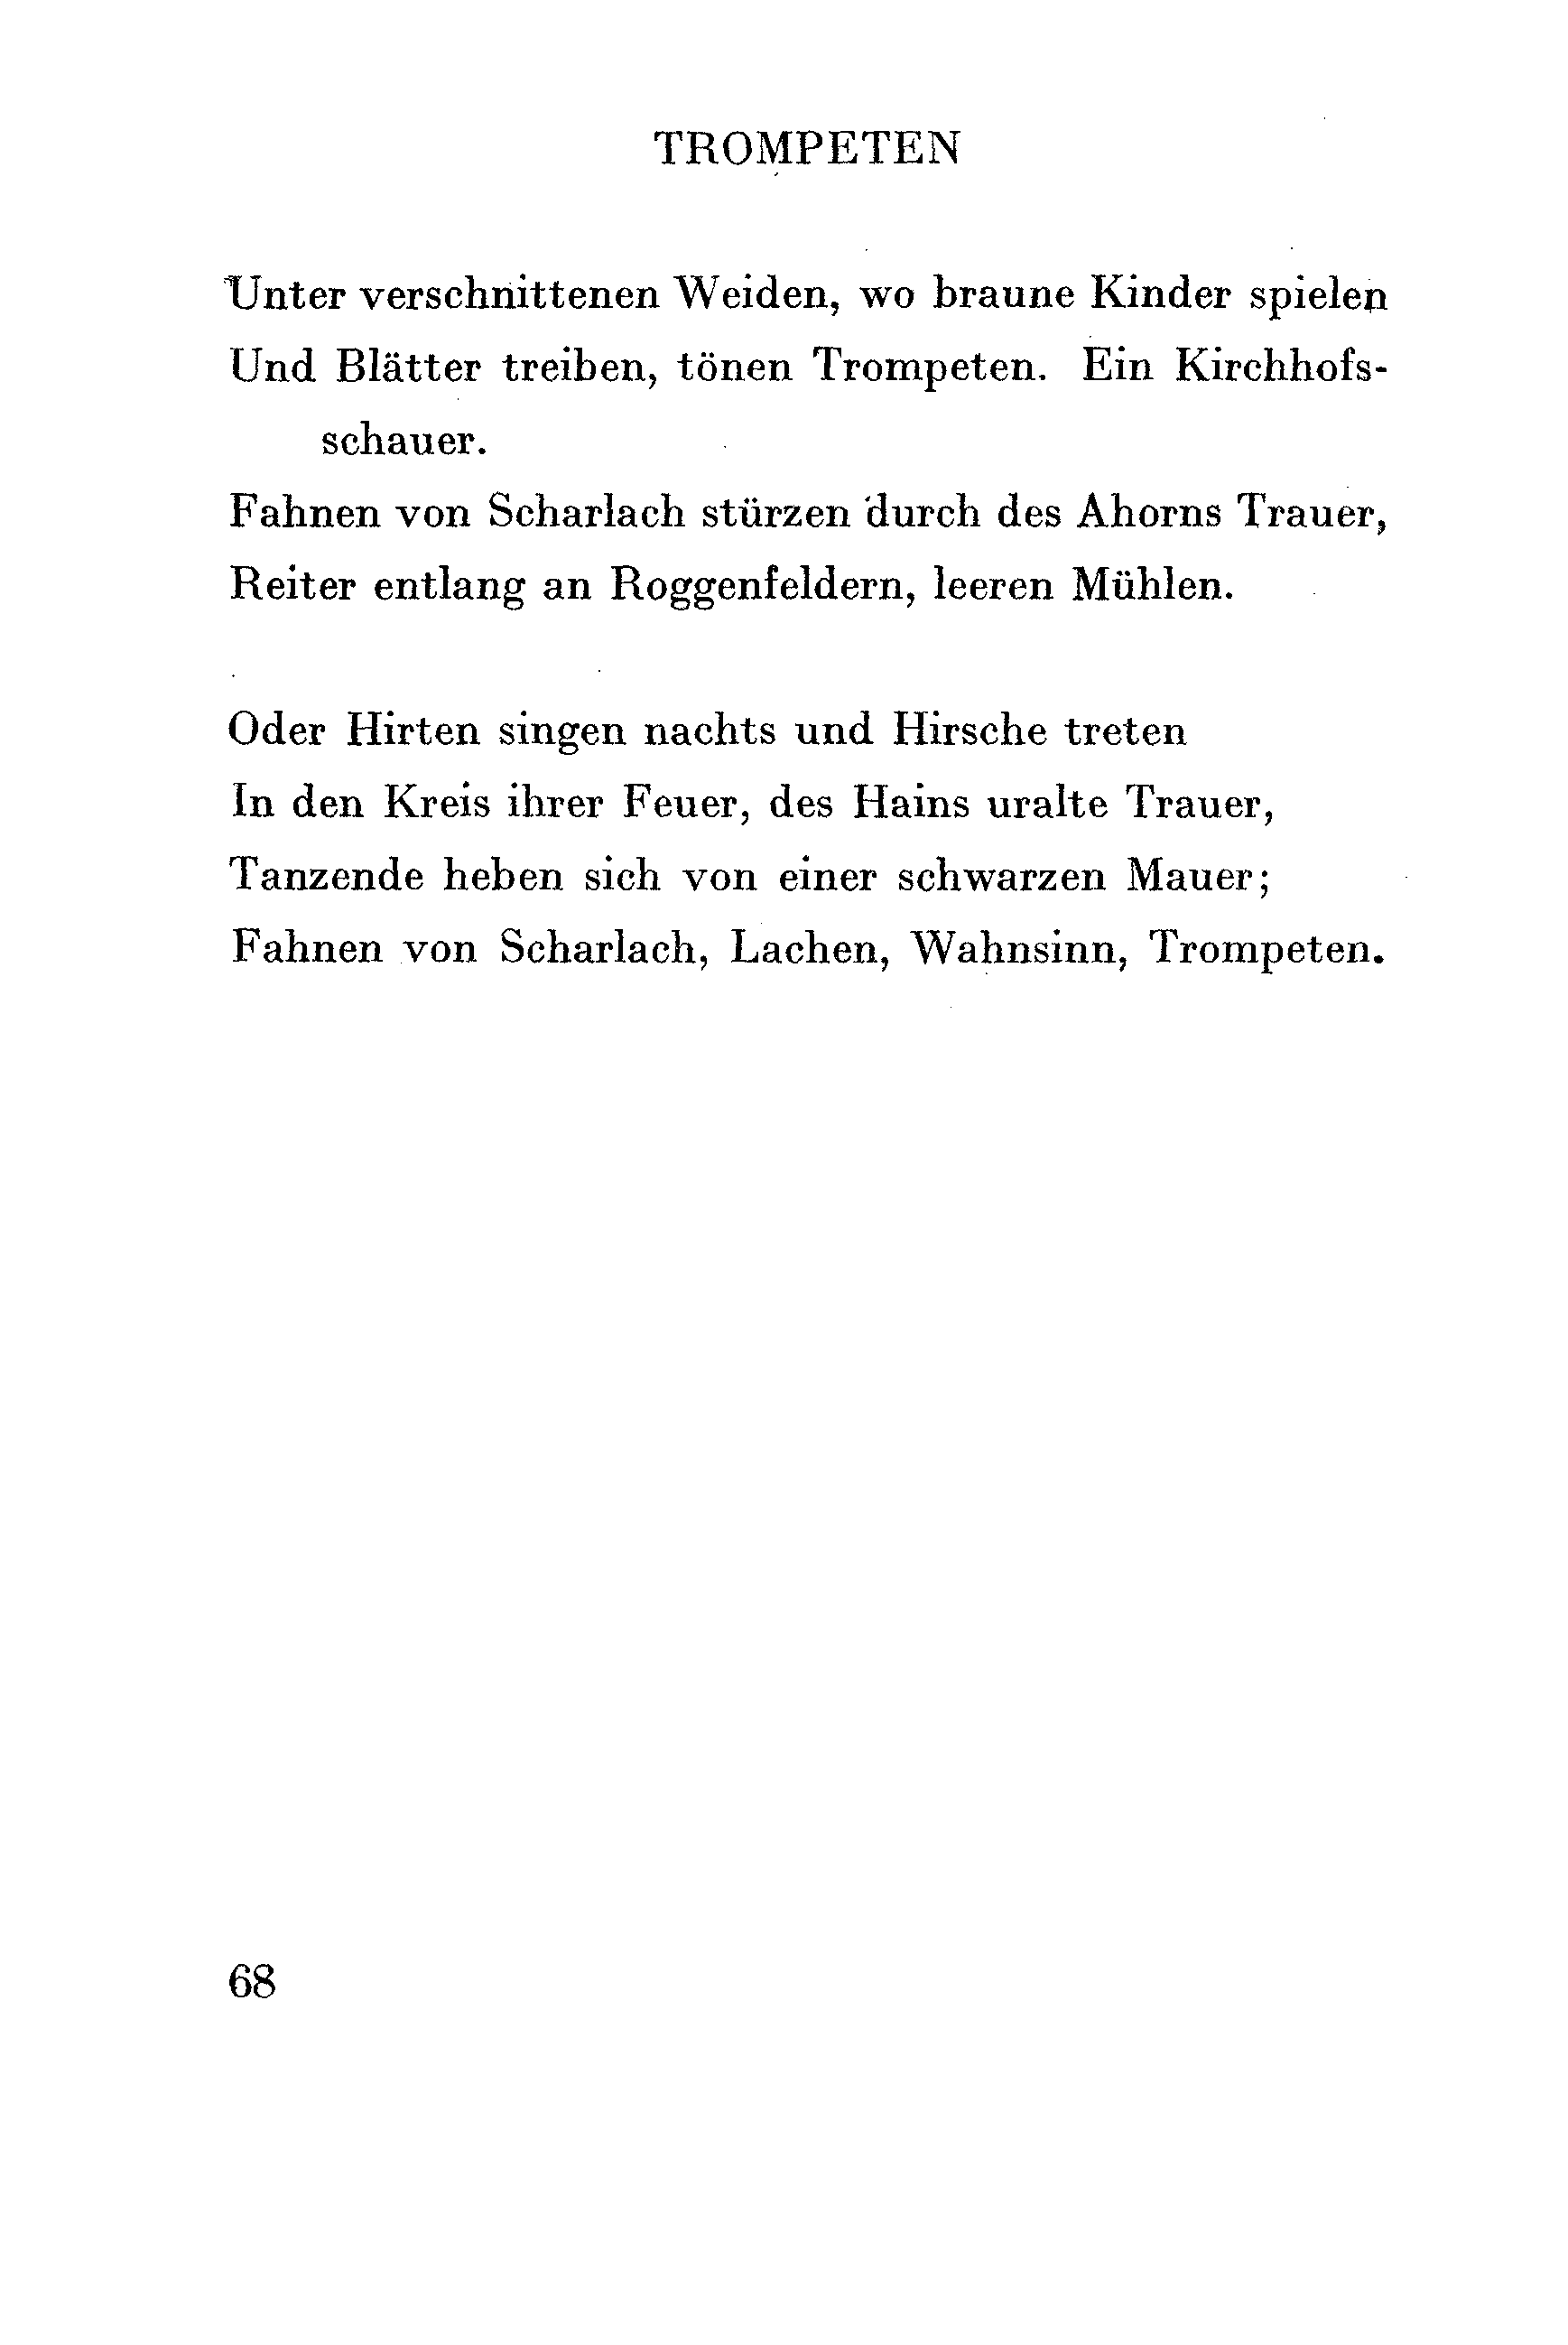 TROMPETEN
Unter verschnittenen Weiden, wo braune Kinder spielen
Und Blätter treiben, tönen Trompeten. Ein Kirchhofs-
schauer.
Fahnen von Scharlach stürzen durch des Ahorns Trauer,
Reiter entlang an Roggenfeldern, leeren Mühlen.
Oder Hirten singen nachts und Hirsche treten
In den Kreis ihrer Feuer, des Hains uralte Trauer,
Tanzende heben sich von einer schwarzen Mauer;
Fahnen von Scharlach, Lachen, Wahnsinn, Trompeten.
68